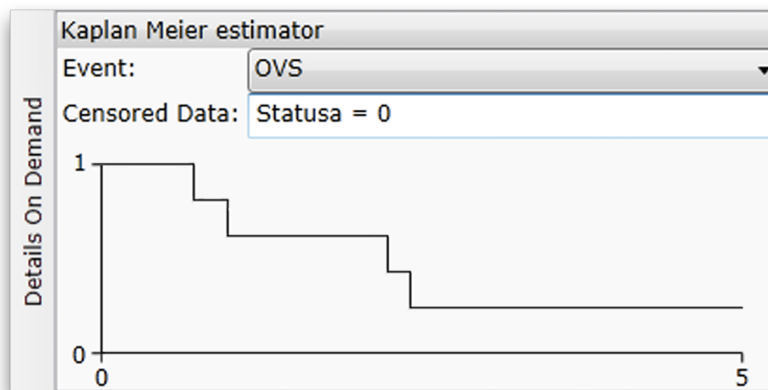 Kaplan Meier estimator
Event: OVS
Censored Data: Statusa = 0
Details On Demand
1
0
0 5